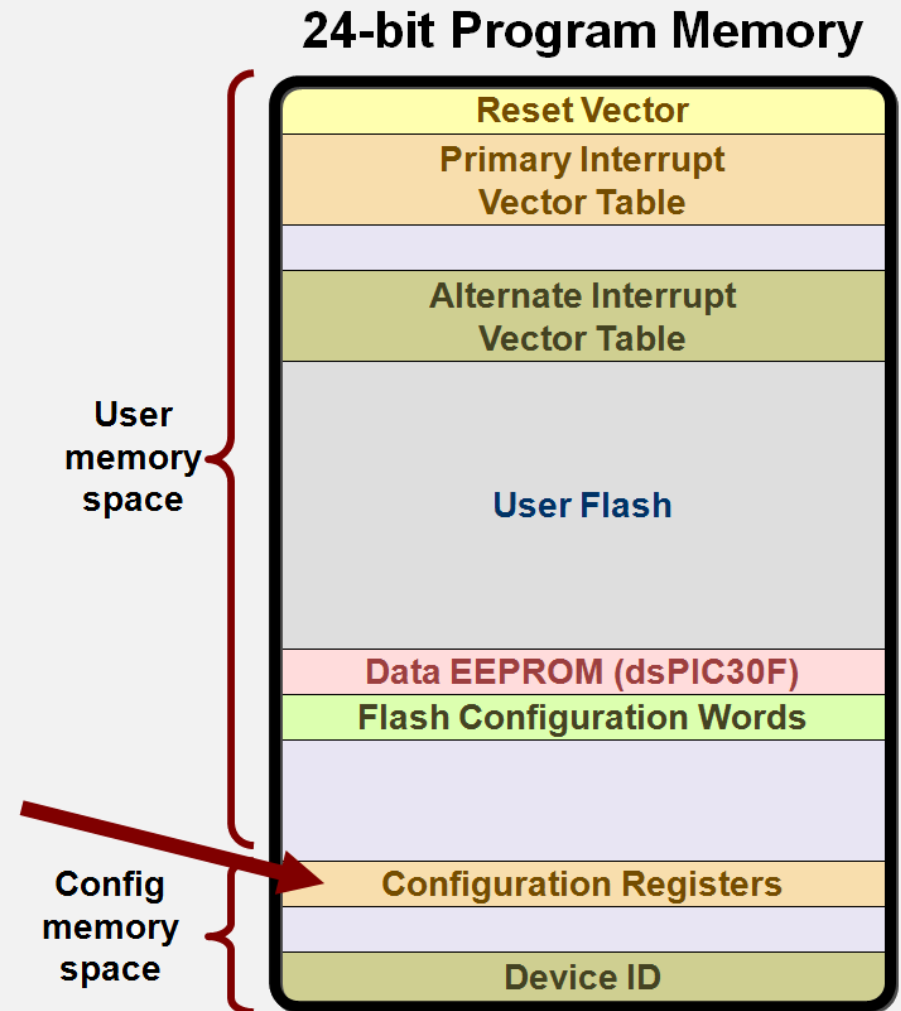 24-bit Program Memory
Reset Vector
Primary Interrupt
Vector Table
Alternate Interrupt
Vector Table
User
memory
space
User Flash
Data EEPROM (dsPIC30F)
Flash Configuration Words
Config
memory
space
Configuration Registers
Device ID